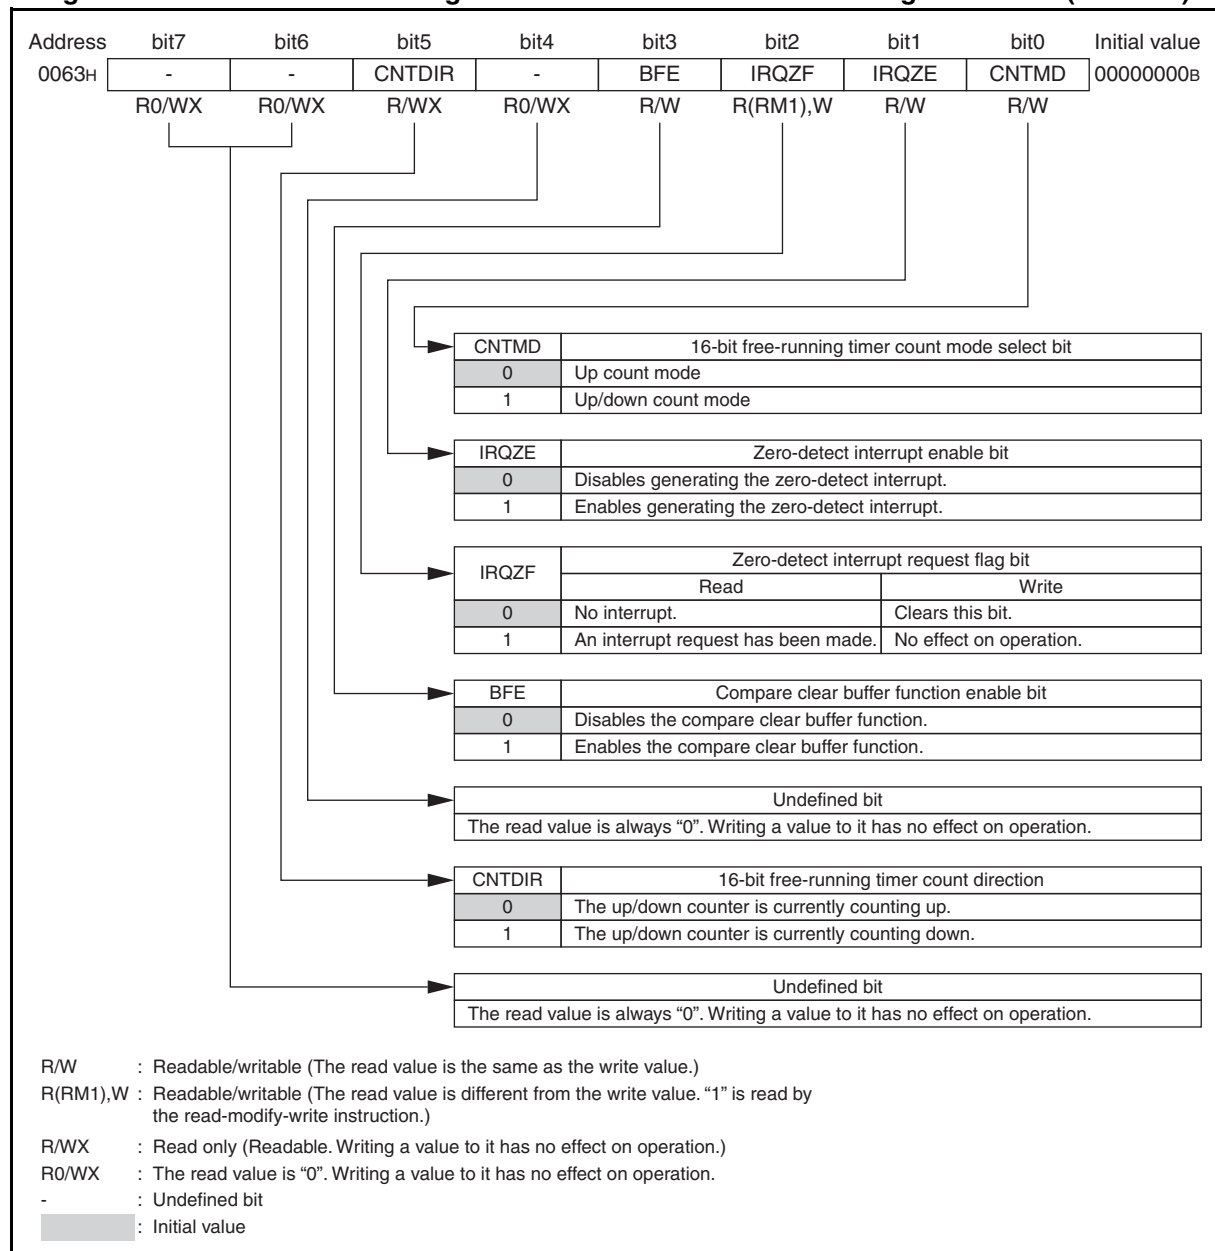 Address bit7 bit6 bit5 bit4 bit3 bit2 bit1 bit0 Initial value
0063H - - CNTDIR - BFE IRQZF IRQZE CNTMD 00000000B
R0/WX R0/WX R/WX R0/WX R/W R(RM1),W R/W R/W
CNTMD 16-bit free-running timer count mode select bit
0 Up count mode
1 Up/down count mode
IRQZE Zero-detect interrupt enable bit
0 Disables generating the zero-detect interrupt.
1 Enables generating the zero-detect interrupt.
IRQZF Zero-detect interrupt request flag bit
Read Write
0 No interrupt. Clears this bit.
1 An interrupt request has been made. No effect on operation.
BFE Compare clear buffer function enable bit
0 Disables the compare clear buffer function.
1 Enables the compare clear buffer function.
Undefined bit
The read value is always “0”. Writing a value to it has no effect on operation.
CNTDIR 16-bit free-running timer count direction
0 The up/down counter is currently counting up.
1 The up/down counter is currently counting down.
Undefined bit
The read value is always “0”. Writing a value to it has no effect on operation.
R/W : Readable/writable (The read value is the same as the write value.)
R(RM1),W : Readable/writable (The read value is different from the write value. “1” is read by
the read-modify-write instruction.)
R/WX : Read only (Readable. Writing a value to it has no effect on operation.)
R0/WX : The read value is “0”. Writing a value to it has no effect on operation.
- : Undefined bit
: Initial value